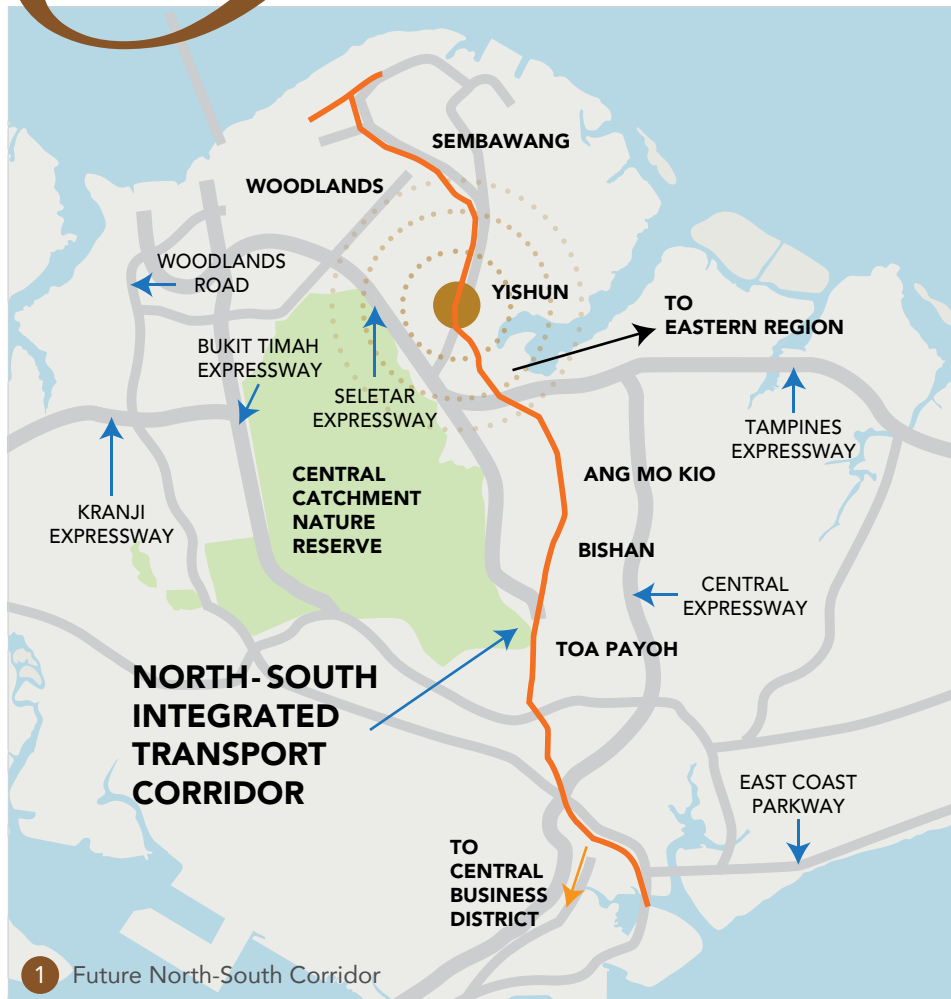 SEMBAWANG
WOODLANDS
WOODLANDS
ROAD
YISHUN
TO
EASTERN REGION
BUKIT TIMAH
EXPRESSWAY
SELETAR
EXPRESSWAY
TAMPINES
EXPRESSWAY
KRANJI
EXPRESSWAY
CENTRAL
CATCHMENT
NATURE
RESERVE
ANG MO KIO
BISHAN
CENTRAL
EXPRESSWAY
TOA PAYOH
NORTH-SOUTH
INTEGRATED
TRANSPORT
CORRIDOR
EAST COAST
PARKWAY
TO
CENTRAL
BUSINESS
DISTRICT
1 Future North-South Corridor